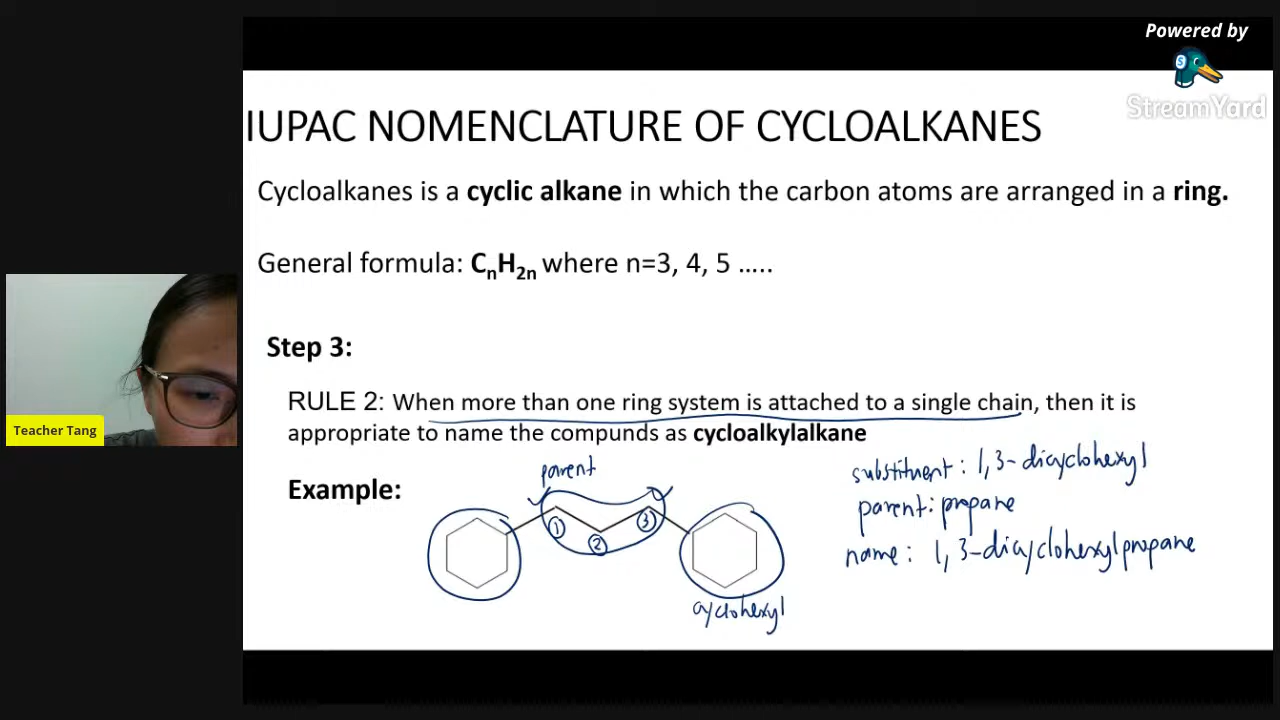 Powered by
StreamYard
IUPAC NOMENCLATURE OF CYCLOALKANES
Cycloalkanes is a cyclic alkane in which the carbon atoms are arranged in a ring.
General formula: CnH2n where n=3, 4, 5 …..
Step 3:
RULE 2: When more than one ring system is attached to a single chain, then it is
appropriate to name the compunds as cycloalkylalkane
Example:
parent
1
2
3
cyclohexyl
substituent : 1,3-dicyclohexyl
parent: propane
name : 1,3-dicyclohexylpropane
Teacher Tang